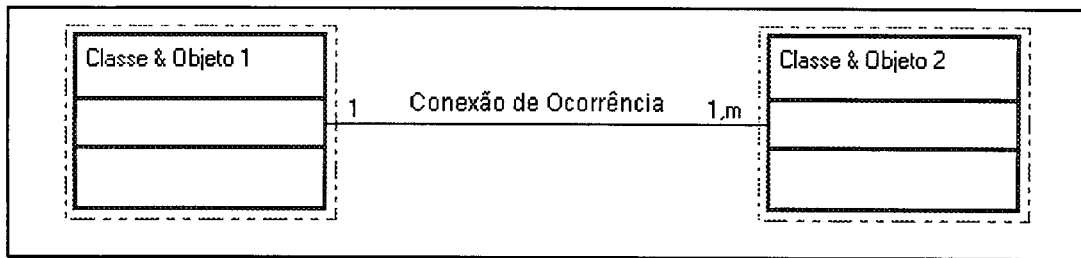 Classe & Objeto 1
Classe & Objeto 2
1 Conexão de Ocorrência 1,m